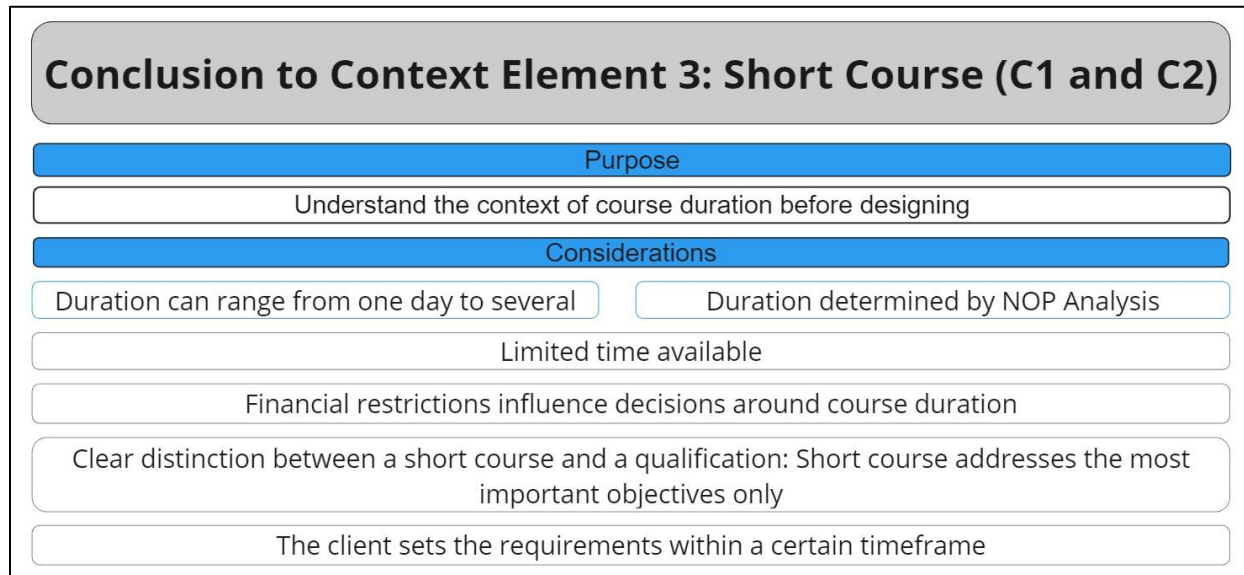 Conclusion to Context Element 3: Short Course (C1 and C2)
Purpose
Understand the context of course duration before designing
Considerations
Duration can range from one day to several
Duration determined by NOP Analysis
Limited time available
Financial restrictions influence decisions around course duration
Clear distinction between a short course and a qualification: Short course addresses the most
important objectives only
The client sets the requirements within a certain timeframe